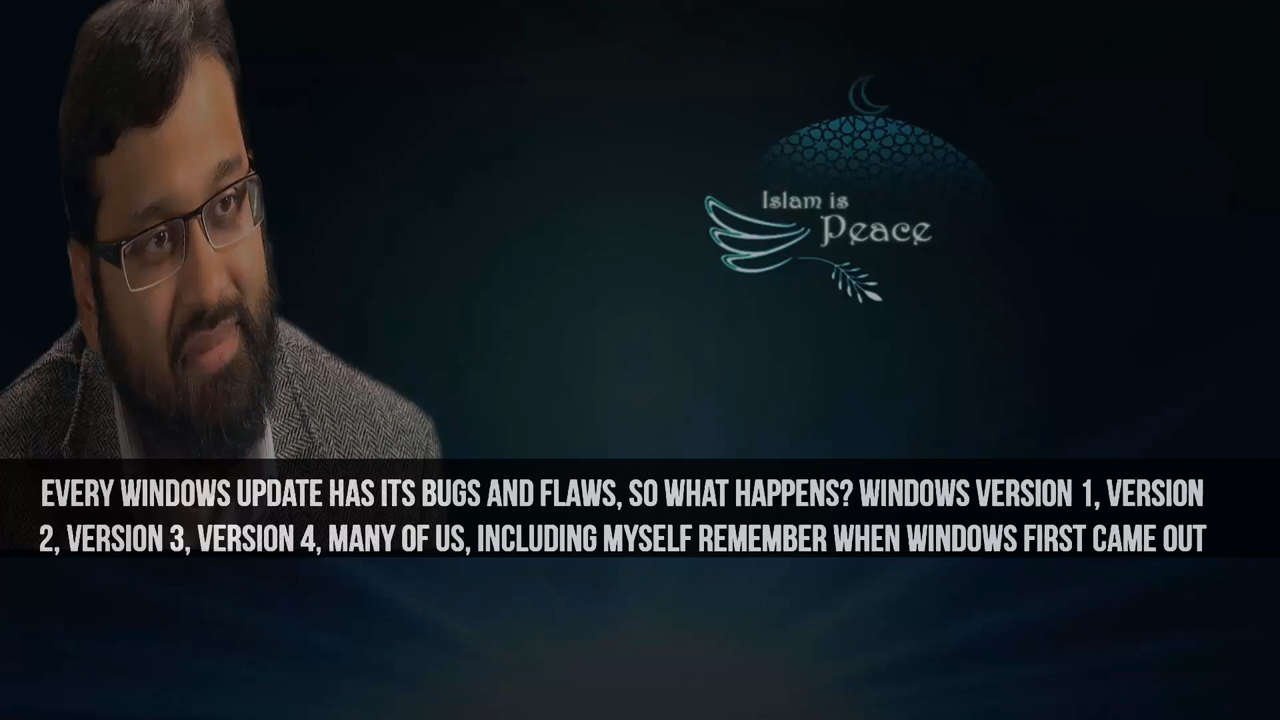 Islam is
Peace
EVERY WINDOWS UPDATE HAS ITS BUGS AND FLAWS, SO WHAT HAPPENS? WINDOWS VERSION 1, VERSION
2, VERSION 3, VERSION 4, MANY OF US, INCLUDING MYSELF REMEMBER WHEN WINDOWS FIRST CAME OUT